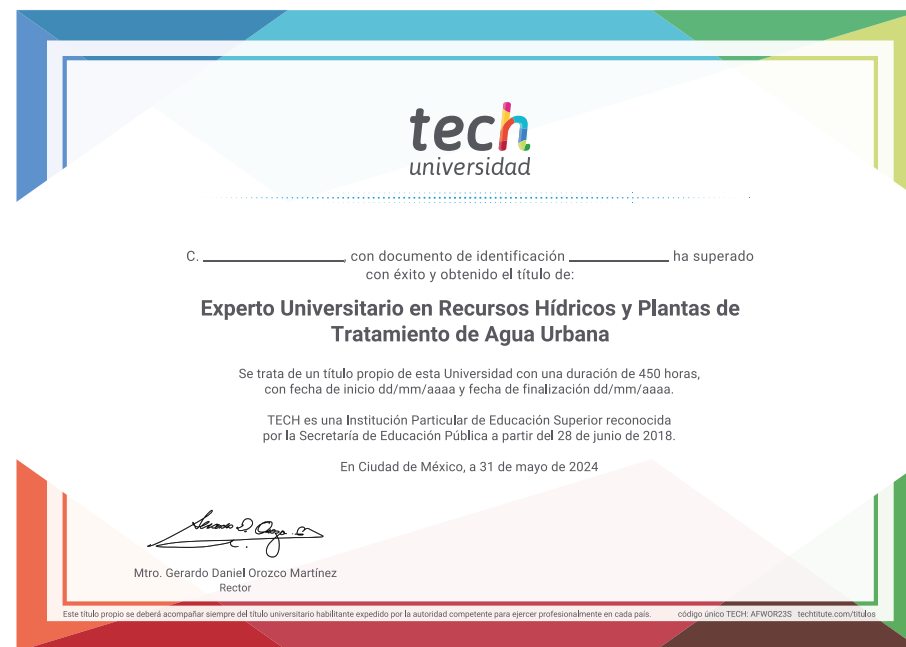 tech
universidad
C. ____________________, con documento de identificación ______________ ha superado
con éxito y obtenido el título de:
Experto Universitario en Recursos Hídricos y Plantas de
Tratamiento de Agua Urbana
Se trata de un título propio de esta Universidad con una duración de 450 horas,
con fecha de inicio dd/mm/aaaa y fecha de finalización dd/mm/aaaa.
TECH es una Institución Particular de Educación Superior reconocida
por la Secretaría de Educación Pública a partir del 28 de junio de 2018.
En Ciudad de México, a 31 de mayo de 2024
Mtro. Gerardo Daniel Orozco Martínez
Rector
Este título propio se deberá acompañar siempre del título universitario habilitante expedido por la autoridad competente para ejercer profesionalmente en cada país. código único TECH: AFWOR23S techtitute.com/titulos